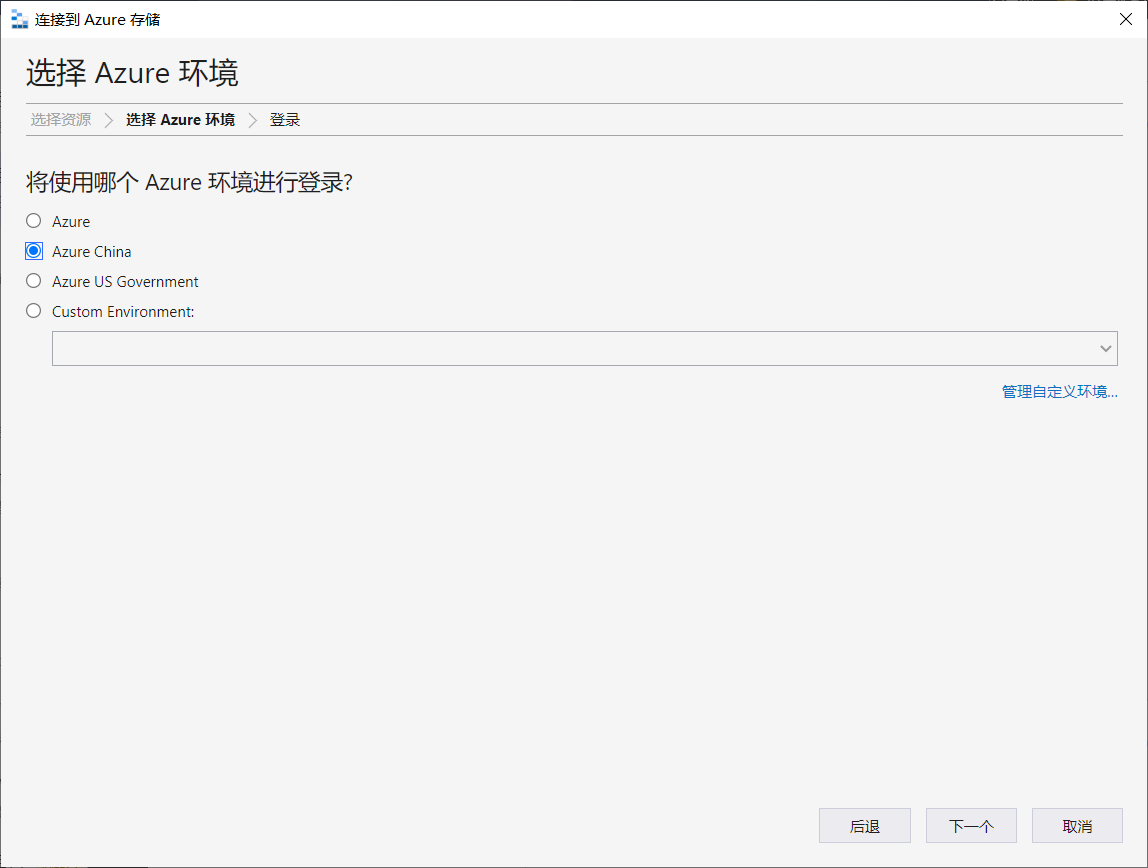 连接到 Azure 存储
选择 Azure 环境
选择资源 选择 Azure 环境 登录
将使用哪个 Azure 环境进行登录?
Azure
Azure China
Azure US Government
Custom Environment:
管理自定义环境...
后退 下一个 取消